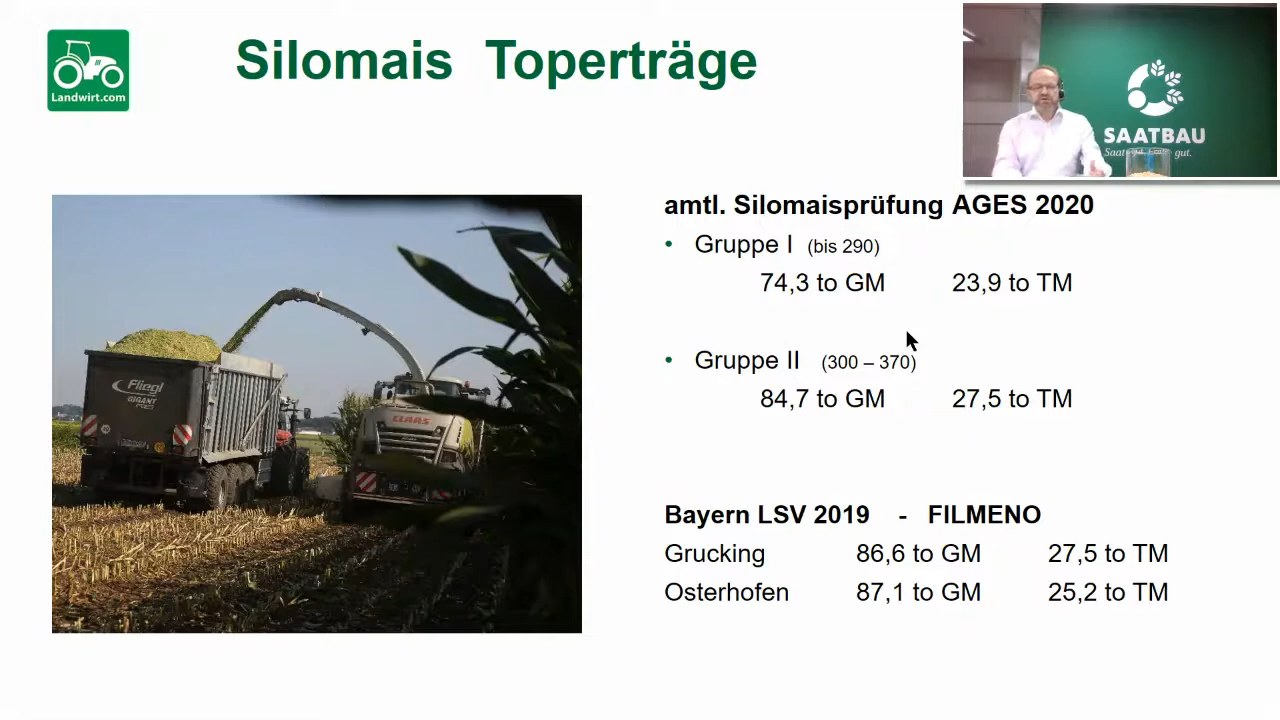 Landwirt.com
Silomais Toperträge
SAATBAU
gut.
amtl. Silomaisprüfung AGES 2020
• Gruppe I (bis 290)
74,3 to GM 23,9 to TM
• Gruppe II (300 – 370)
84,7 to GM 27,5 to TM
Bayern LSV 2019 - FILMENO
Grucking 86,6 to GM 27,5 to TM
Osterhofen 87,1 to GM 25,2 to TM
Fliegl
GIGANT
CLAAS